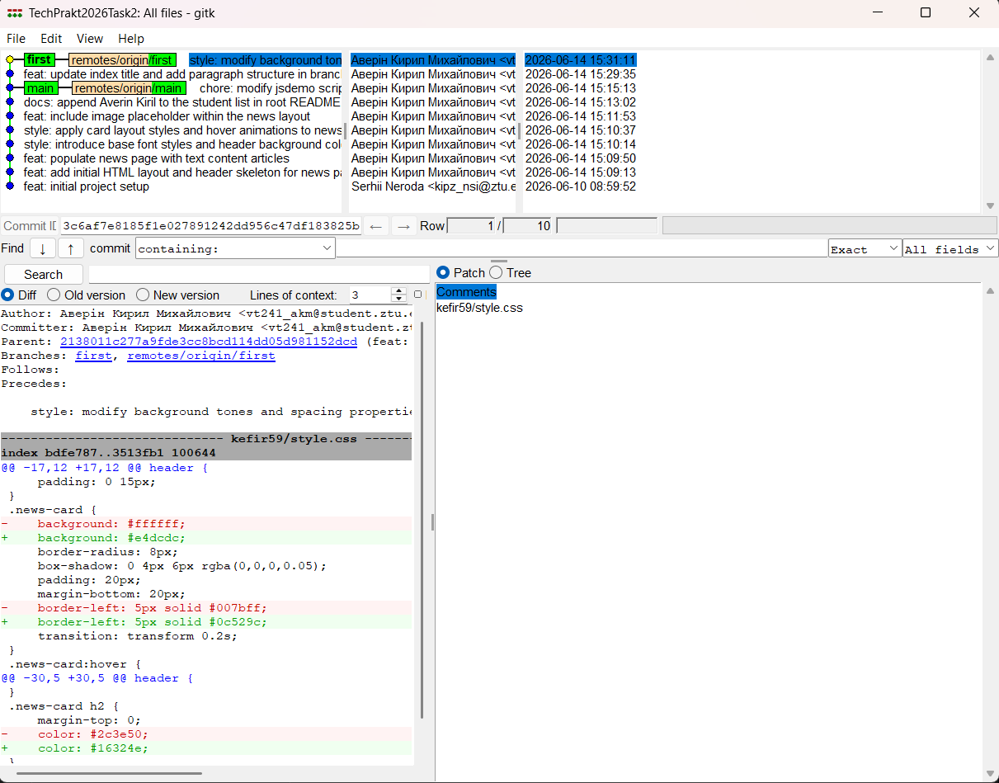 TechPrakt2026Task2: All files - gitk
File Edit View Help
first remotes/origin/first style: modify background ton Аверін Кирил Михайлович <vt 2026-06-14 15:31:11
feat: update index title and add paragraph structure in branc Аверін Кирил Михайлович <vt 2026-06-14 15:29:35
main remotes/origin/main chore: modify jsdemo scrip Аверін Кирил Михайлович <vt 2026-06-14 15:15:13
docs: append Averin Kiril to the student list in root README Аверін Кирил Михайлович <vt 2026-06-14 15:13:02
feat: include image placeholder within the news layout Аверін Кирил Михайлович <vt 2026-06-14 15:11:53
style: apply card layout styles and hover animations to news Аверін Кирил Михайлович <vt 2026-06-14 15:10:37
style: introduce base font styles and header background col Аверін Кирил Михайлович <vt 2026-06-14 15:10:14
feat: populate news page with text content articles Аверін Кирил Михайлович <vt 2026-06-14 15:09:50
feat: add initial HTML layout and header skeleton for news pa Аверін Кирил Михайлович <vt 2026-06-14 15:09:13
feat: initial project setup Serhii Neroda <kipz_nsi@ztu.e 2026-06-10 08:59:52
Commit ID 3c6af7e8185f1e027891242dd956c47df183825b ← → Row 1 / 10
Find ↓ ↑ commit containing: Exact All fields
Search
Patch Tree
Diff Old version New version Lines of context: 3
Comments
kefir59/style.css
Author: Аверін Кирил Михайлович <vt241_akm@student.ztu.e
Committer: Аверін Кирил Михайлович <vt241_akm@student.zt
Parent: 2138011c277a9fde3cc8bcd114dd05d981152dcd (feat:
Branches: first, remotes/origin/first
Follows:
Precedes:
style: modify background tones and spacing propertie
------------------------------ kefir59/style.css -------
index bdfe787..3513fb1 100644
@@ -17,12 +17,12 @@ header {
padding: 0 15px;
}
.news-card {
- background: #ffffff;
+ background: #e4dcdc;
border-radius: 8px;
box-shadow: 0 4px 6px rgba(0,0,0,0.05);
padding: 20px;
margin-bottom: 20px;
- border-left: 5px solid #007bff;
+ border-left: 5px solid #0c529c;
transition: transform 0.2s;
}
.news-card:hover {
@@ -30,5 +30,5 @@ header {
}
.news-card h2 {
margin-top: 0;
- color: #2c3e50;
+ color: #16324e;
}